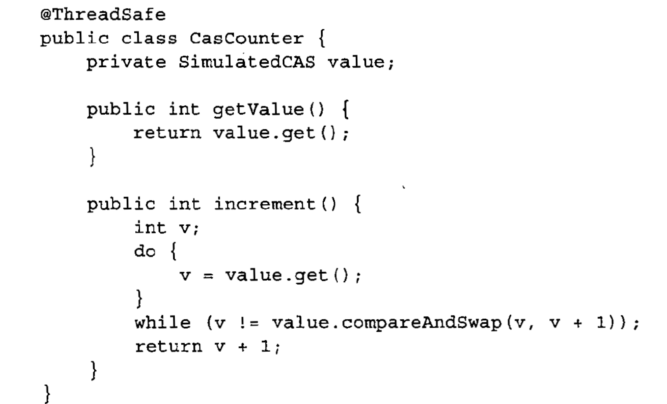 @ThreadSafe
public class CasCounter {
    private SimulatedCAS value;

    public int getValue() {
        return value.get();
    }

    public int increment() {
        int v;
        do {
            v = value.get();
        }
        while (v != value.compareAndSwap(v, v + 1));
        return v + 1;
    }
}